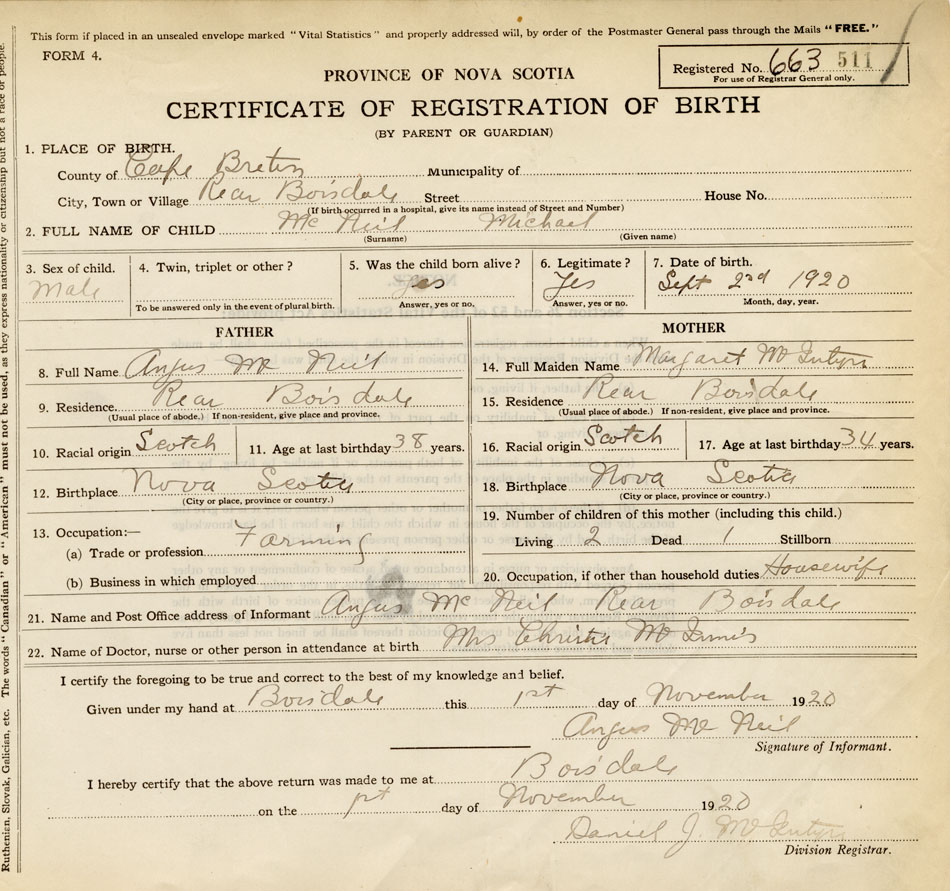 This form if placed in an unsealed envelope marked "Vital Statistics" and properly addressed will, by order of the Postmaster General pass through the Mails "FREE."
FORM 4.
Registered No. 663 511
For use of Registrar General only.
PROVINCE OF NOVA SCOTIA
CERTIFICATE OF REGISTRATION OF BIRTH
(BY PARENT OR GUARDIAN)
1. PLACE OF BIRTH.
County of Cape Breton Municipality of
City, Town or Village Rear Boisdale Street House No.
(If birth occurred in a hospital, give its name instead of Street and Number)
2. FULL NAME OF CHILD Mc Neil Michael
(Surname) (Given name)
3. Sex of child. 4. Twin, triplet or other? 5. Was the child born alive? 6. Legitimate? 7. Date of birth.
Male yes Yes Sept 2nd 1920
To be answered only in the event of plural birth. Answer, yes or no. Answer, yes or no. Month, day, year.
FATHER
8. Full Name Angus Mc Neil
9. Residence Rear Boisdale
(Usual place of abode.) If non-resident, give place and province.
10. Racial origin Scotch 11. Age at last birthday 38 years.
12. Birthplace Nova Scotia
(City or place, province or country.)
13. Occupation:—
(a) Trade or profession Farming
(b) Business in which employed
MOTHER
14. Full Maiden Name Margaret McIntyre
15. Residence Rear Boisdale
(Usual place of abode.) If non-resident, give place and province.
16. Racial origin Scotch 17. Age at last birthday 34 years.
18. Birthplace Nova Scotia
(City or place, province or country.)
19. Number of children of this mother (including this child.)
Living 2 Dead 1 Stillborn
20. Occupation, if other than household duties Housewife
21. Name and Post Office address of Informant Angus Mc Neil Rear Boisdale
22. Name of Doctor, nurse or other person in attendance at birth Mrs Christy McInnis
I certify the foregoing to be true and correct to the best of my knowledge and belief.
Given under my hand at Boisdale this 1st day of November 1920
Angus Mc Neil
Signature of Informant.
I hereby certify that the above return was made to me at Boisdale
on the 1st day of November 1920
Daniel J. McIntyre
Division Registrar.
Ruthenian, Slovak, Galician, etc. The words "Canadian" or "American" must not be used, as they express nationality or citizenship but not a race or people.